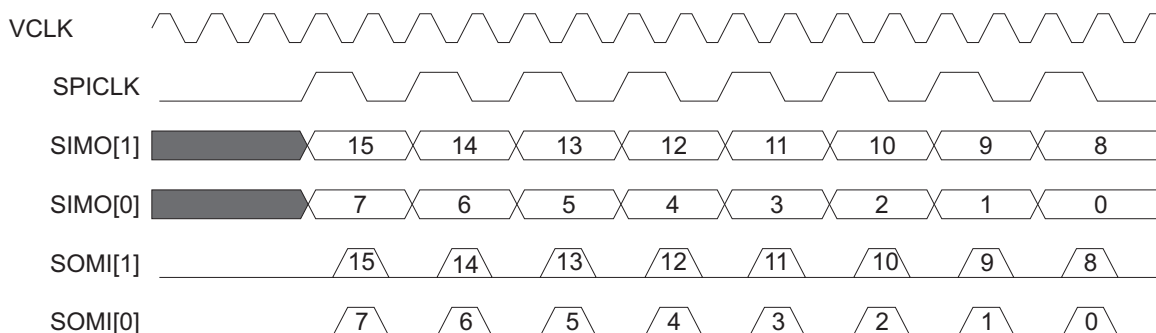 VCLK
SPICLK
SIMO[1] 15 14 13 12 11 10 9 8
SIMO[0] 7 6 5 4 3 2 1 0
SOMI[1] 15 14 13 12 11 10 9 8
SOMI[0] 7 6 5 4 3 2 1 0